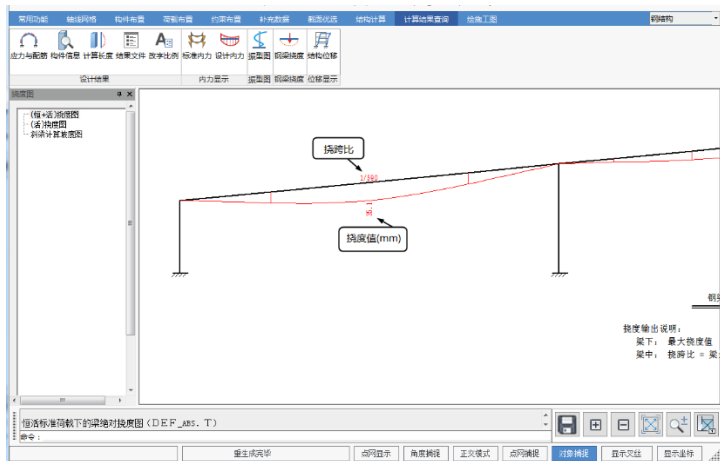 常用功能 轴线网格 构件布置 荷载布置 约束布置 补充数据 截面优选 结构计算 计算结果查询 绘施工图 钢结构
应力与配筋 构件信息 计算长度 结果文件 改字比例 标准内力 设计内力 振型图 钢梁挠度 结构位移
设计结果 内力显示 振型图 钢梁挠度 位移显示
挠度图
(恒+活)挠度图
(活)挠度图
斜梁计算坡度图
挠跨比
挠度值(mm)
挠度输出说明:
梁下: 最大挠度值
梁中: 挠跨比 = 梁
恒活标准荷载下的梁绝对挠度图(DEF_ABS. T)
命令:
重生成完毕 点网显示 角度捕捉 正交模式 点网捕捉 对象捕捉 显示叉丝 显示坐标